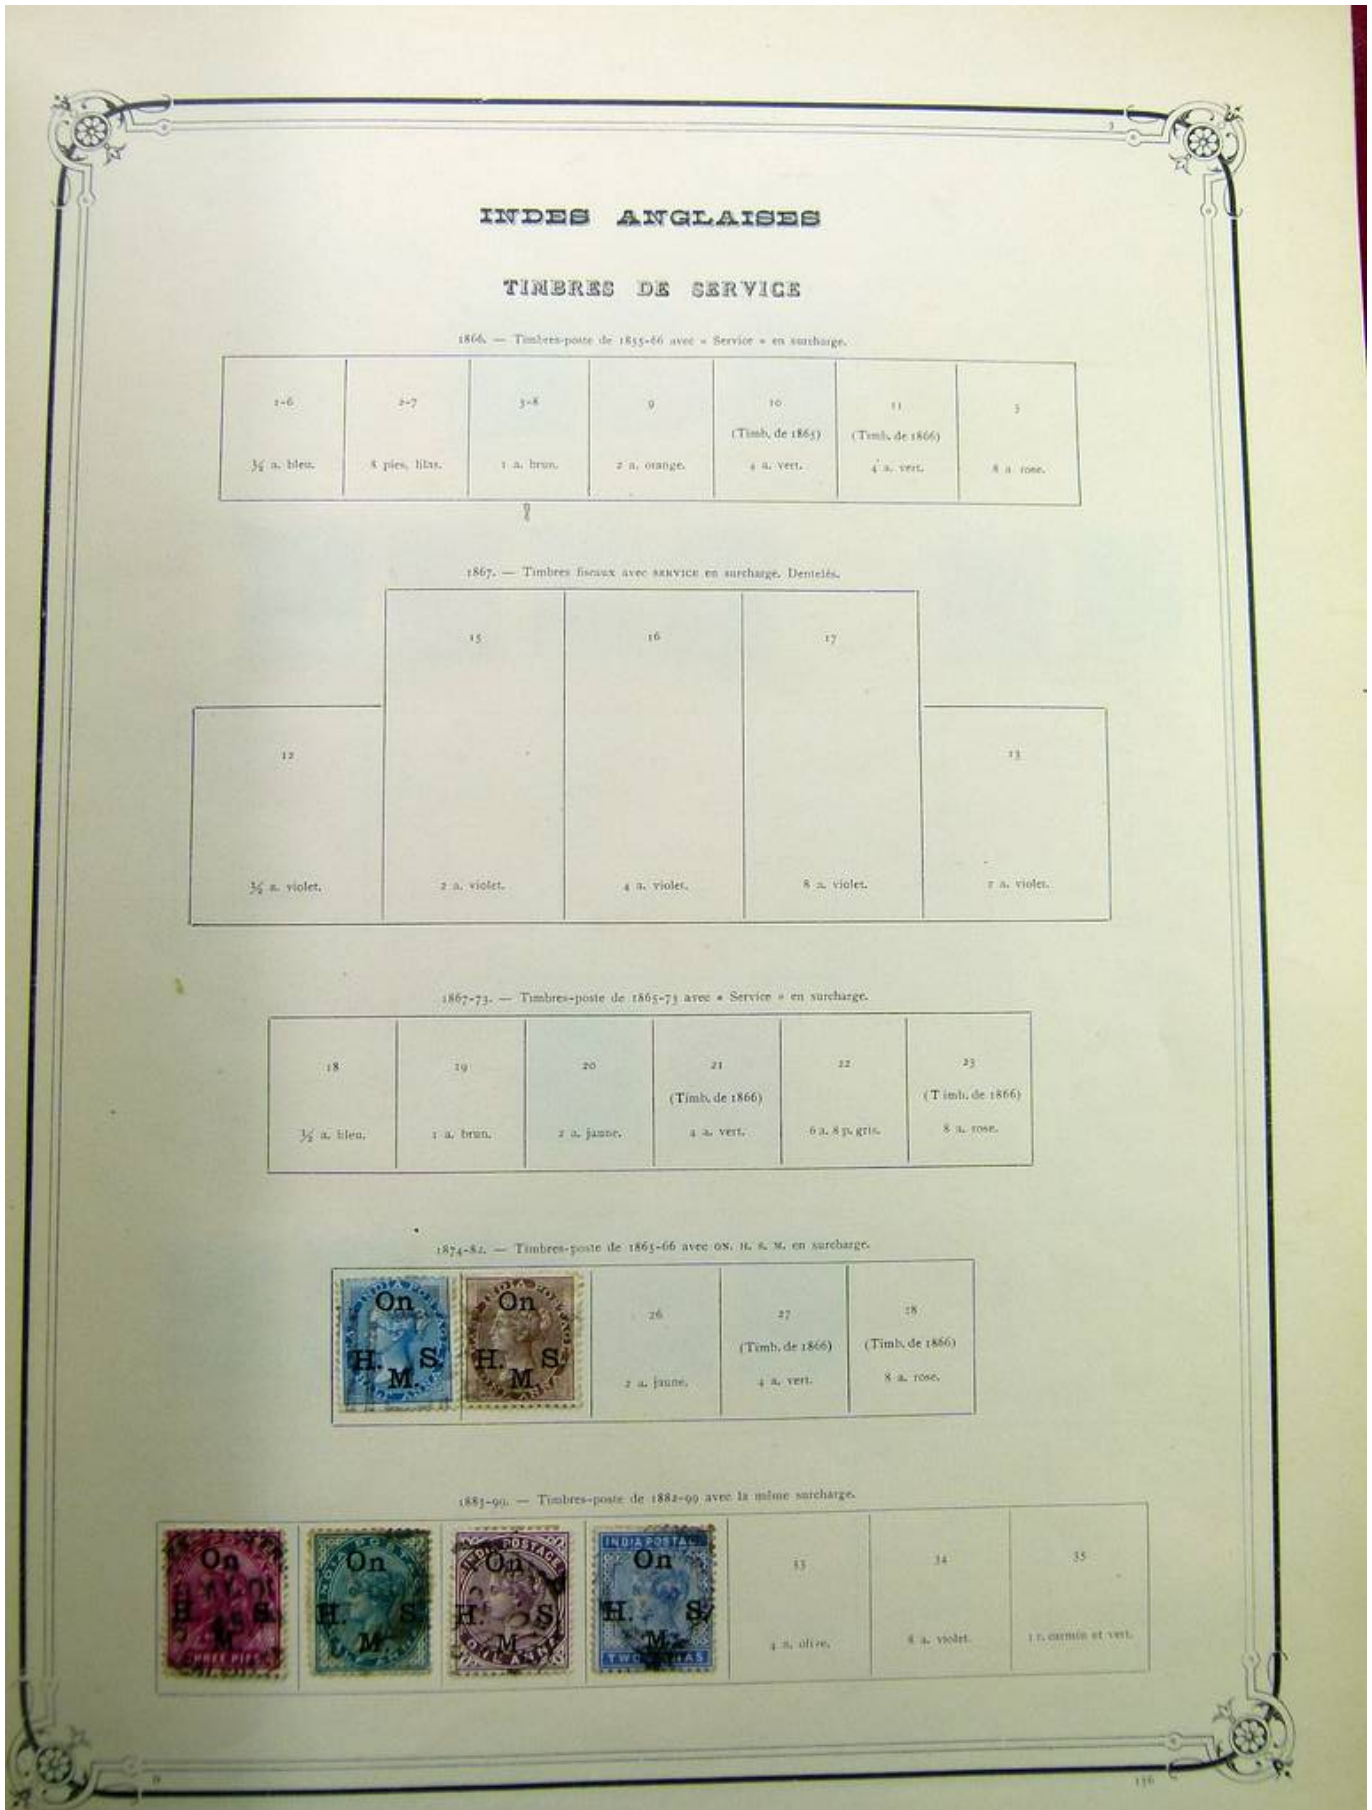 3
INDES ANGLAISES
TIMBRES DE SERVICE
1866. — Timbres-poste de 1855-66 avec « Service » en surcharge.
1-6 2-7 3-8 9 10 11 5
(Timb. de 1865) (Timb. de 1866)
½ a. bleu. 8 pies, lilas. 1 a. brun. 2 a. orange. 4 a. vert. 4 a. vert. 8 a rose.
1867. — Timbres fiscaux avec SERVICE en surcharge. Dentelés.
15 16 17
12 13
½ a. violet. 2 a. violet. 4 a. violet. 8 a. violet. 2 a. violet.
1867-73. — Timbres-poste de 1865-73 avec « Service » en surcharge.
18 19 20 21 22 23
(Timb. de 1866) (Timb. de 1866)
½ a. bleu. 1 a. brun. 2 a. jaune. 4 a. vert. 6 a. 8 p. gris. 8 a. rose.
1874-82. — Timbres-poste de 1865-66 avec ON. H. S. M. en surcharge.
On On 26 27 28
(Timb. de 1866) (Timb. de 1866)
H. S. H. S. 2 a. jaune. 4 a. vert. 8 a. rose.
M. M.
1883-99. — Timbres-poste de 1882-99 avec la même surcharge.
INDIA POSTAGE INDIA POSTAGE
On On On On 33 34 35
H. S. H. S. H. S. H. S. 4 a. olive. 8 a. violet. 1 r. carmin et vert.
M. M. M. M.
THREE PIES ONE ANNA TWO ANNAS
136